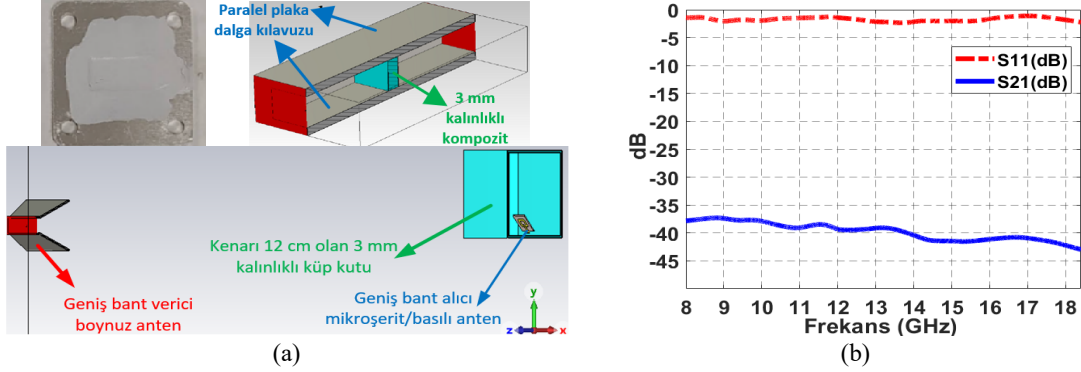 Paralel plaka
dalga kılavuzu
3 mm
kalınlıklı
kompozit
Kenarı 12 cm olan 3 mm
kalınlıklı küp kutu
Geniş bant verici
boynuz anten
Geniş bant alıcı
mikroşerit/basılı anten
y
z
x
(a)
0
-5
-10
-15
-20
-25
-30
-35
-40
-45
dB
S11(dB)
S21(dB)
8 9 10 11 12 13 14 15 16 17 18
Frekans (GHz)
(b)